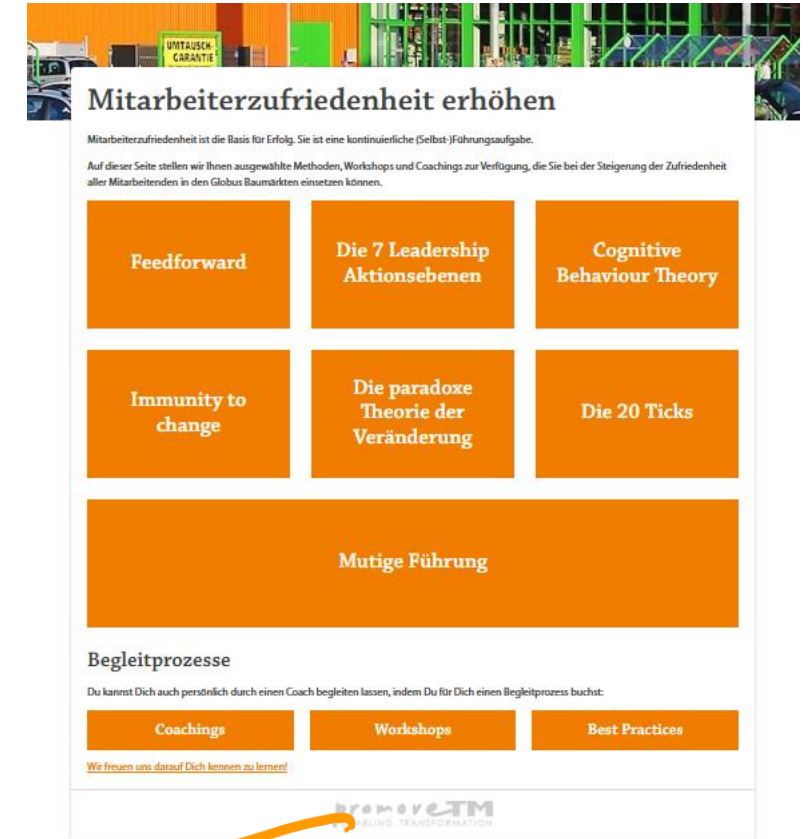 UMTAUSCH-
GARANTIE
Mitarbeiterzufriedenheit erhöhen
Mitarbeiterzufriedenheit ist die Basis für Erfolg. Sie ist eine kontinuierliche (Selbst-)Führungsaufgabe.
Auf dieser Seite stellen wir Ihnen ausgewählte Methoden, Workshops und Coachings zur Verfügung, die Sie bei der Steigerung der Zufriedenheit
aller Mitarbeitenden in den Globus Baumärkten einsetzen können.
Feedforward
Die 7 Leadership
Aktionsebenen
Cognitive
Behaviour Theory
Immunity to
change
Die paradoxe
Theorie der
Veränderung
Die 20 Ticks
Mutige Führung
Begleitprozesse
Du kannst Dich auch persönlich durch einen Coach begleiten lassen, indem Du für Dich einen Begleitprozess buchst:
Coachings
Workshops
Best Practices
Wir freuen uns darauf Dich kennen zu lernen!
promoveTM
TRANSFORMATION